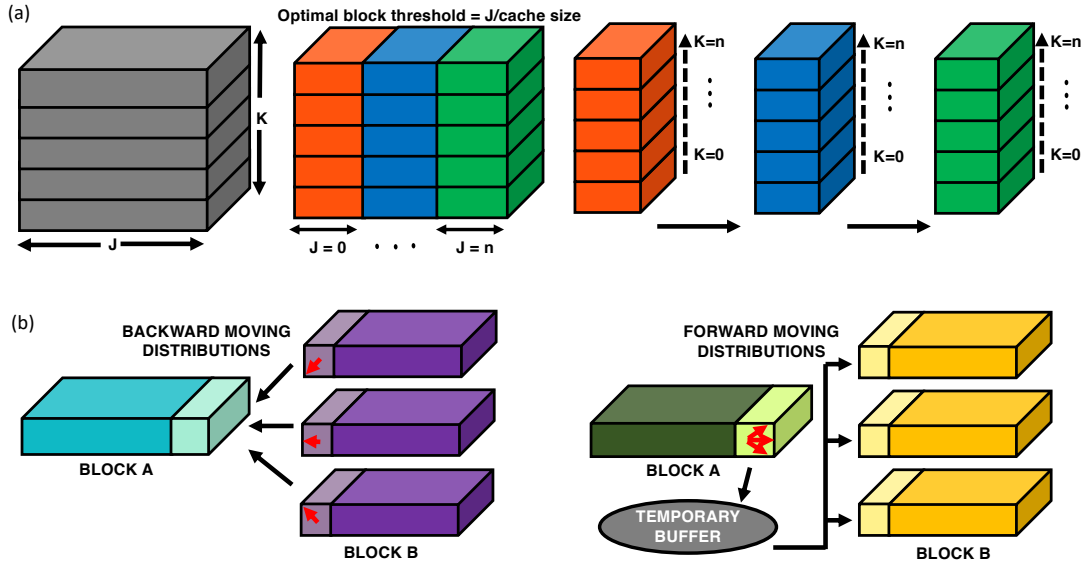 (a)
Optimal block threshold = J/cache size
K
J
J = 0
. . .
J = n
K=n
K=0
K=n
K=0
K=n
K=0
(b)
BACKWARD MOVING
DISTRIBUTIONS
BLOCK A
BLOCK B
FORWARD MOVING
DISTRIBUTIONS
BLOCK A
TEMPORARY
BUFFER
BLOCK B